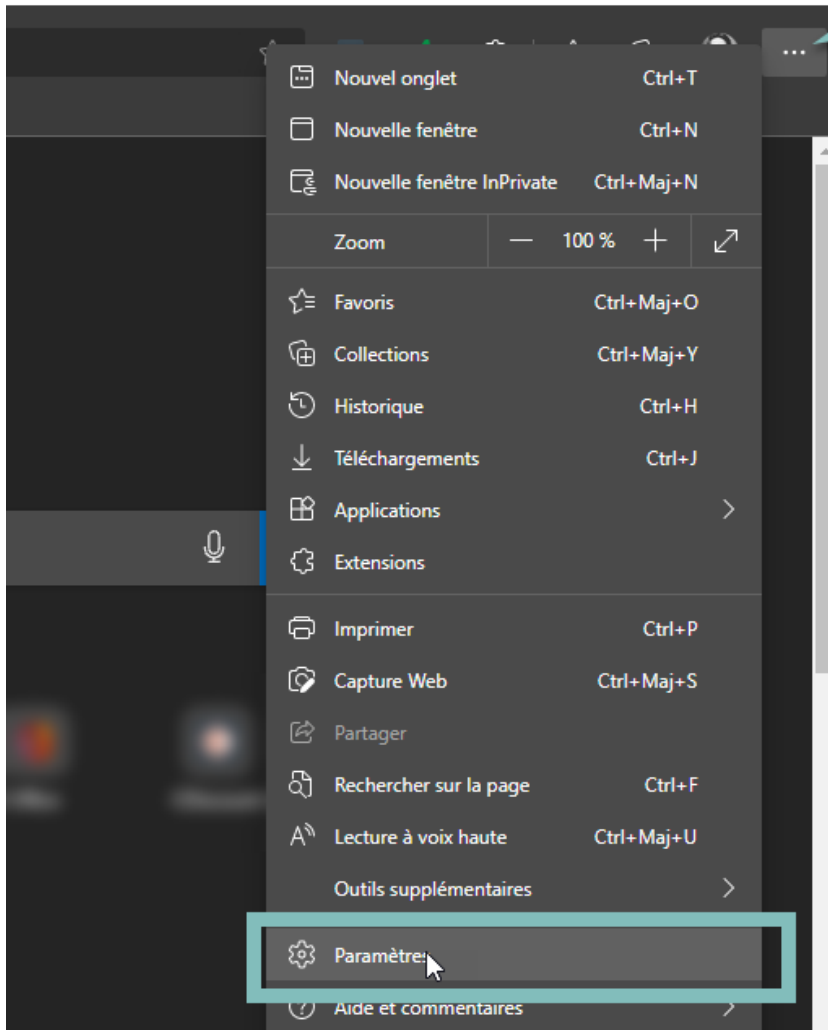 Nouvel onglet Ctrl+T
Nouvelle fenêtre Ctrl+N
Nouvelle fenêtre InPrivate Ctrl+Maj+N
Zoom — 100 % +
Favoris Ctrl+Maj+O
Collections Ctrl+Maj+Y
Historique Ctrl+H
Téléchargements Ctrl+J
Applications
Extensions
Imprimer Ctrl+P
Capture Web Ctrl+Maj+S
Partager
Rechercher sur la page Ctrl+F
Lecture à voix haute Ctrl+Maj+U
Outils supplémentaires
Paramètres
Aide et commentaires